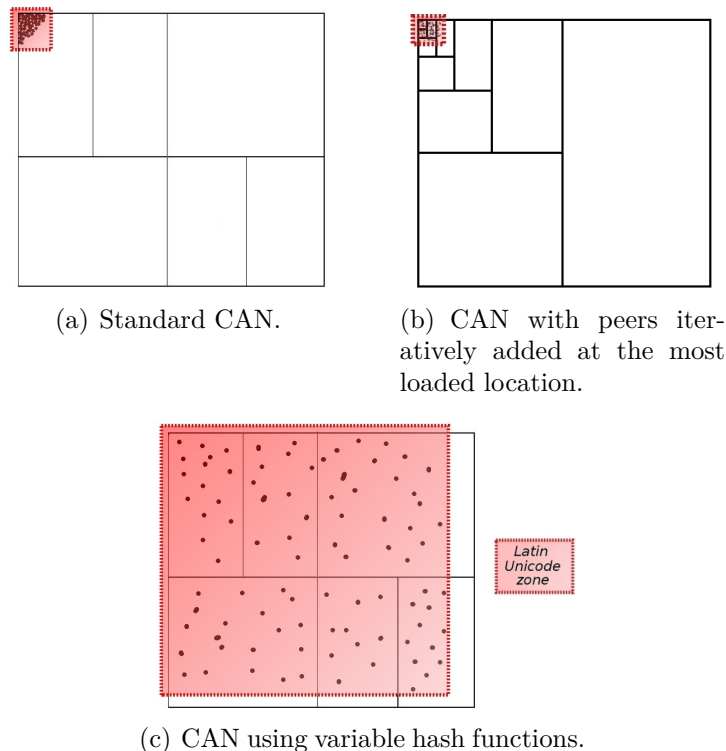 (a) Standard CAN.
(b) CAN with peers iter-
atively added at the most
loaded location.
Latin
Unicode
zone
(c) CAN using variable hash functions.